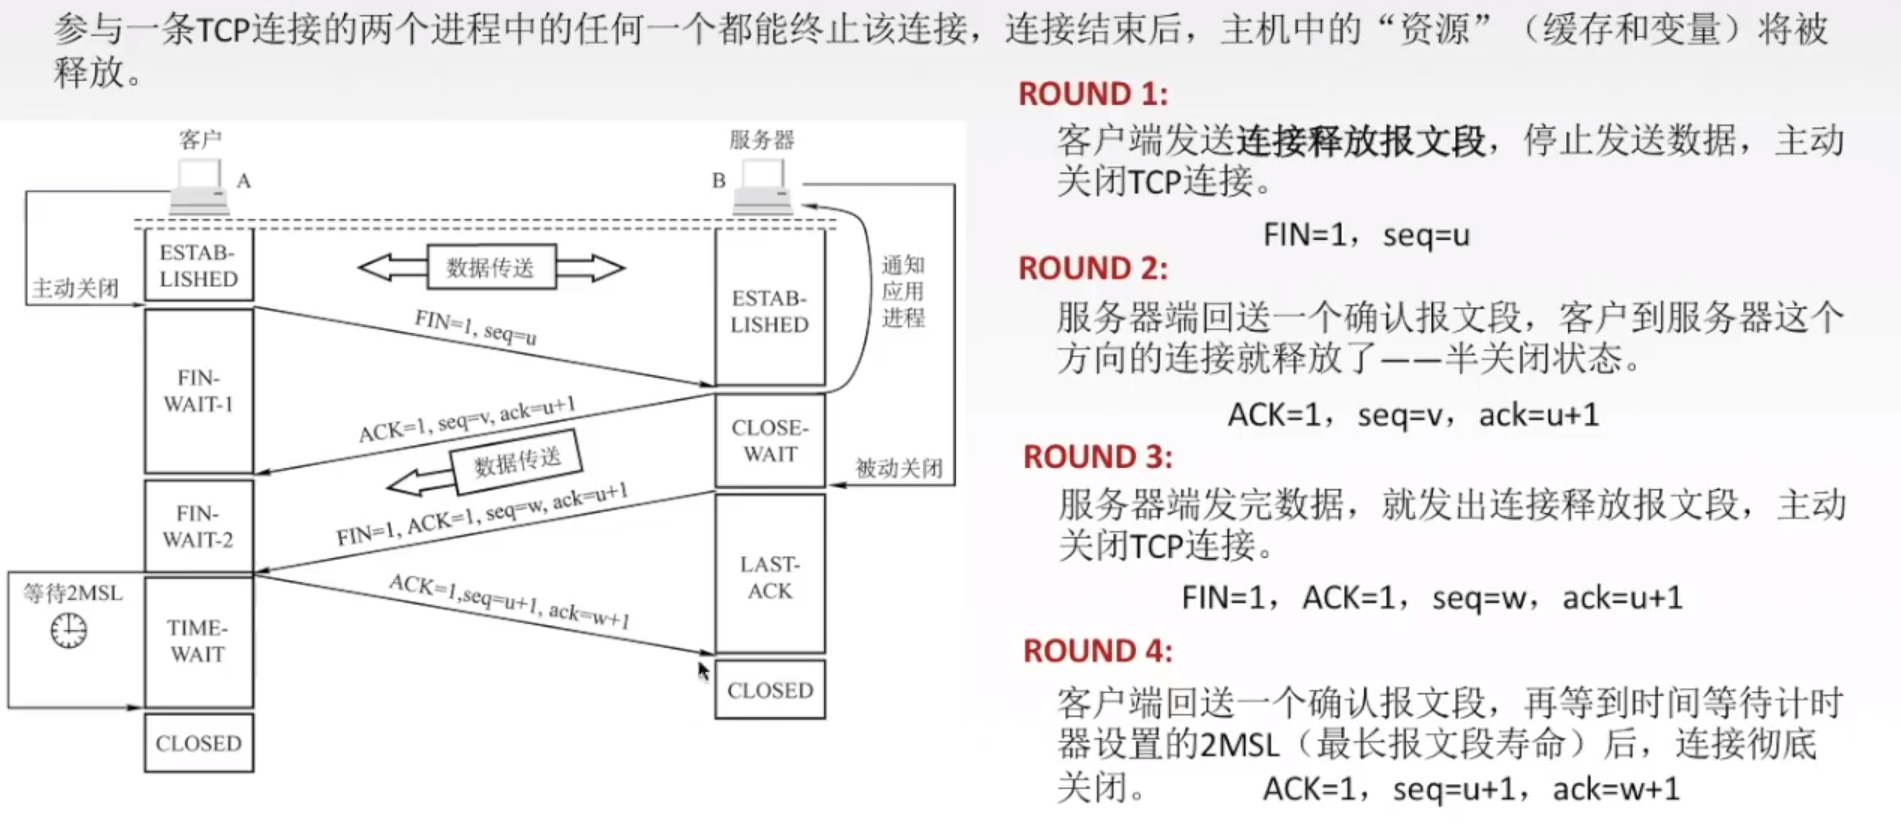 参与一条TCP连接的两个进程中的任何一个都能终止该连接，连接结束后，主机中的“资源”（缓存和变量）将被
释放。
客户
A
服务器
B
ESTAB-
LISHED
主动关闭
数据传送
ESTAB-
LISHED
通知
应用
进程
FIN=1, seq=u
FIN-
WAIT-1
ACK=1, seq=v, ack=u+1
CLOSE-
WAIT
数据传送
被动关闭
FIN-
WAIT-2
FIN=1, ACK=1, seq=w, ack=u+1
LAST-
ACK
等待2MSL
ACK=1,seq=u+1, ack=w+1
TIME-
WAIT
CLOSED
CLOSED
ROUND 1:
客户端发送连接释放报文段，停止发送数据，主动
关闭TCP连接。
FIN=1，seq=u
ROUND 2:
服务器端回送一个确认报文段，客户到服务器这个
方向的连接就释放了——半关闭状态。
ACK=1，seq=v，ack=u+1
ROUND 3:
服务器端发完数据，就发出连接释放报文段，主动
关闭TCP连接。
FIN=1，ACK=1，seq=w，ack=u+1
ROUND 4:
客户端回送一个确认报文段，再等到时间等待计时
器设置的2MSL（最长报文段寿命）后，连接彻底
关闭。 ACK=1，seq=u+1，ack=w+1